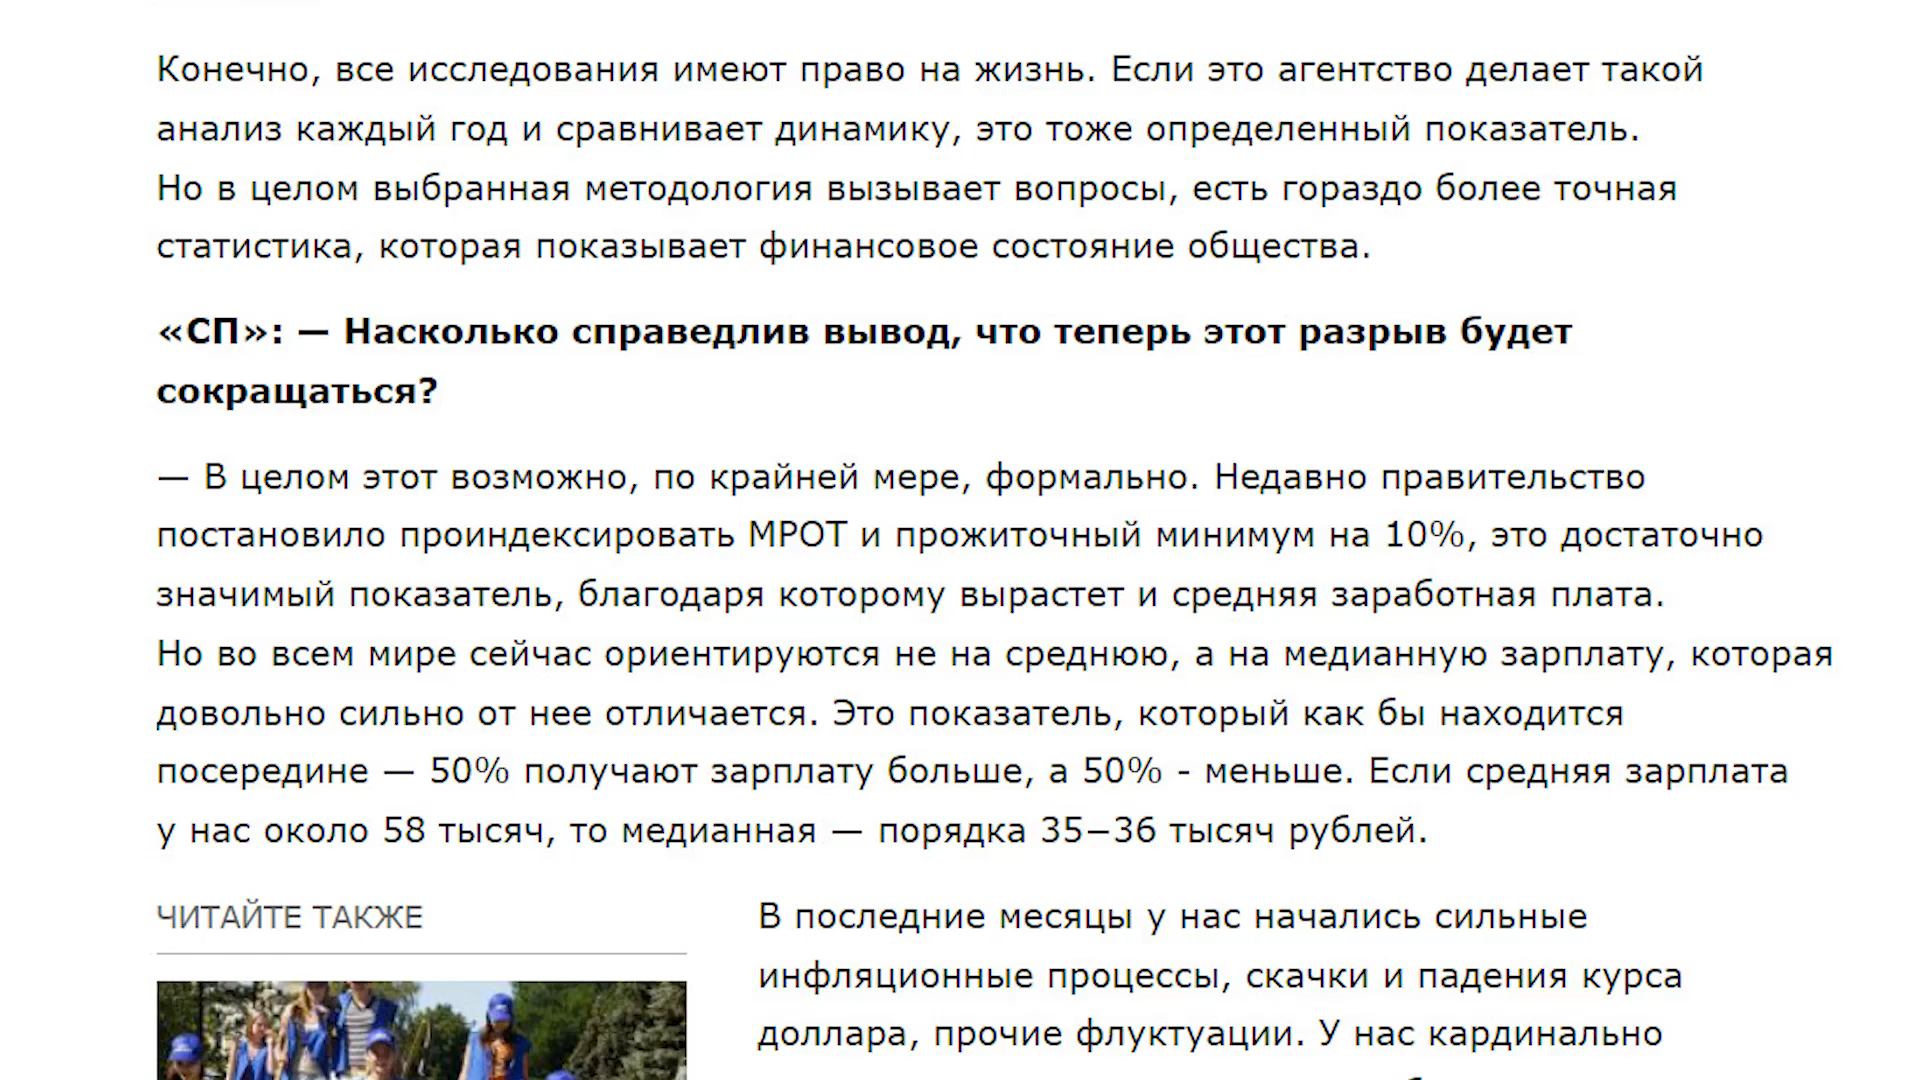 Конечно, все исследования имеют право на жизнь. Если это агентство делает такой
анализ каждый год и сравнивает динамику, это тоже определенный показатель.
Но в целом выбранная методология вызывает вопросы, есть гораздо более точная
статистика, которая показывает финансовое состояние общества.
«СП»: — Насколько справедлив вывод, что теперь этот разрыв будет
сокращаться?
— В целом этот возможно, по крайней мере, формально. Недавно правительство
постановило проиндексировать МРОТ и прожиточный минимум на 10%, это достаточно
значимый показатель, благодаря которому вырастет и средняя заработная плата.
Но во всем мире сейчас ориентируются не на среднюю, а на медианную зарплату, которая
довольно сильно от нее отличается. Это показатель, который как бы находится
посередине — 50% получают зарплату больше, а 50% - меньше. Если средняя зарплата
у нас около 58 тысяч, то медианная — порядка 35−36 тысяч рублей.
ЧИТАЙТЕ ТАКЖЕ
В последние месяцы у нас начались сильные
инфляционные процессы, скачки и падения курса
доллара, прочие флуктуации. У нас кардинально